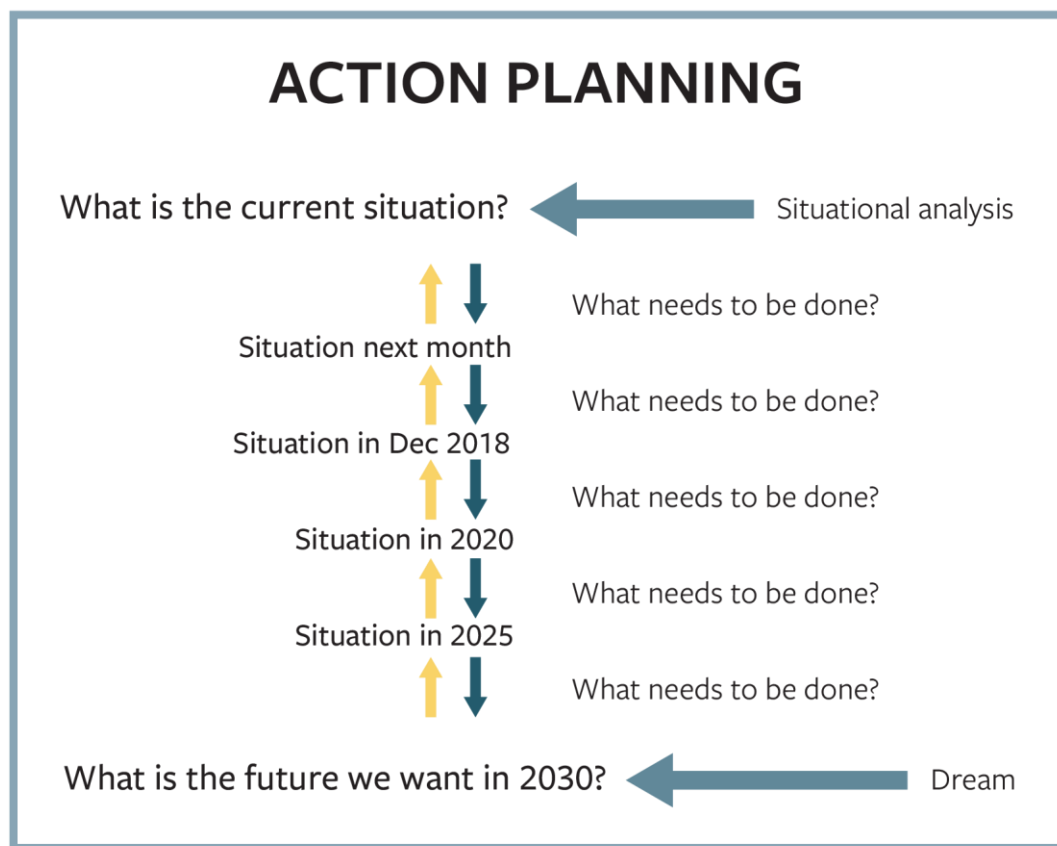 ACTION PLANNING
What is the current situation?
Situational analysis
What needs to be done?
Situation next month
What needs to be done?
Situation in Dec 2018
What needs to be done?
Situation in 2020
What needs to be done?
Situation in 2025
What needs to be done?
What is the future we want in 2030?
Dream